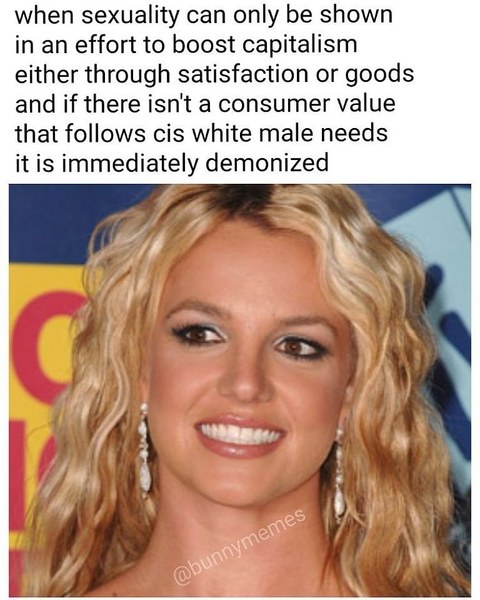 when sexuality can only be shown
in an effort to boost capitalism
either through satisfaction or goods
and if there isn't a consumer value
that follows cis white male needs
it is immediately demonized
@bunnymemes